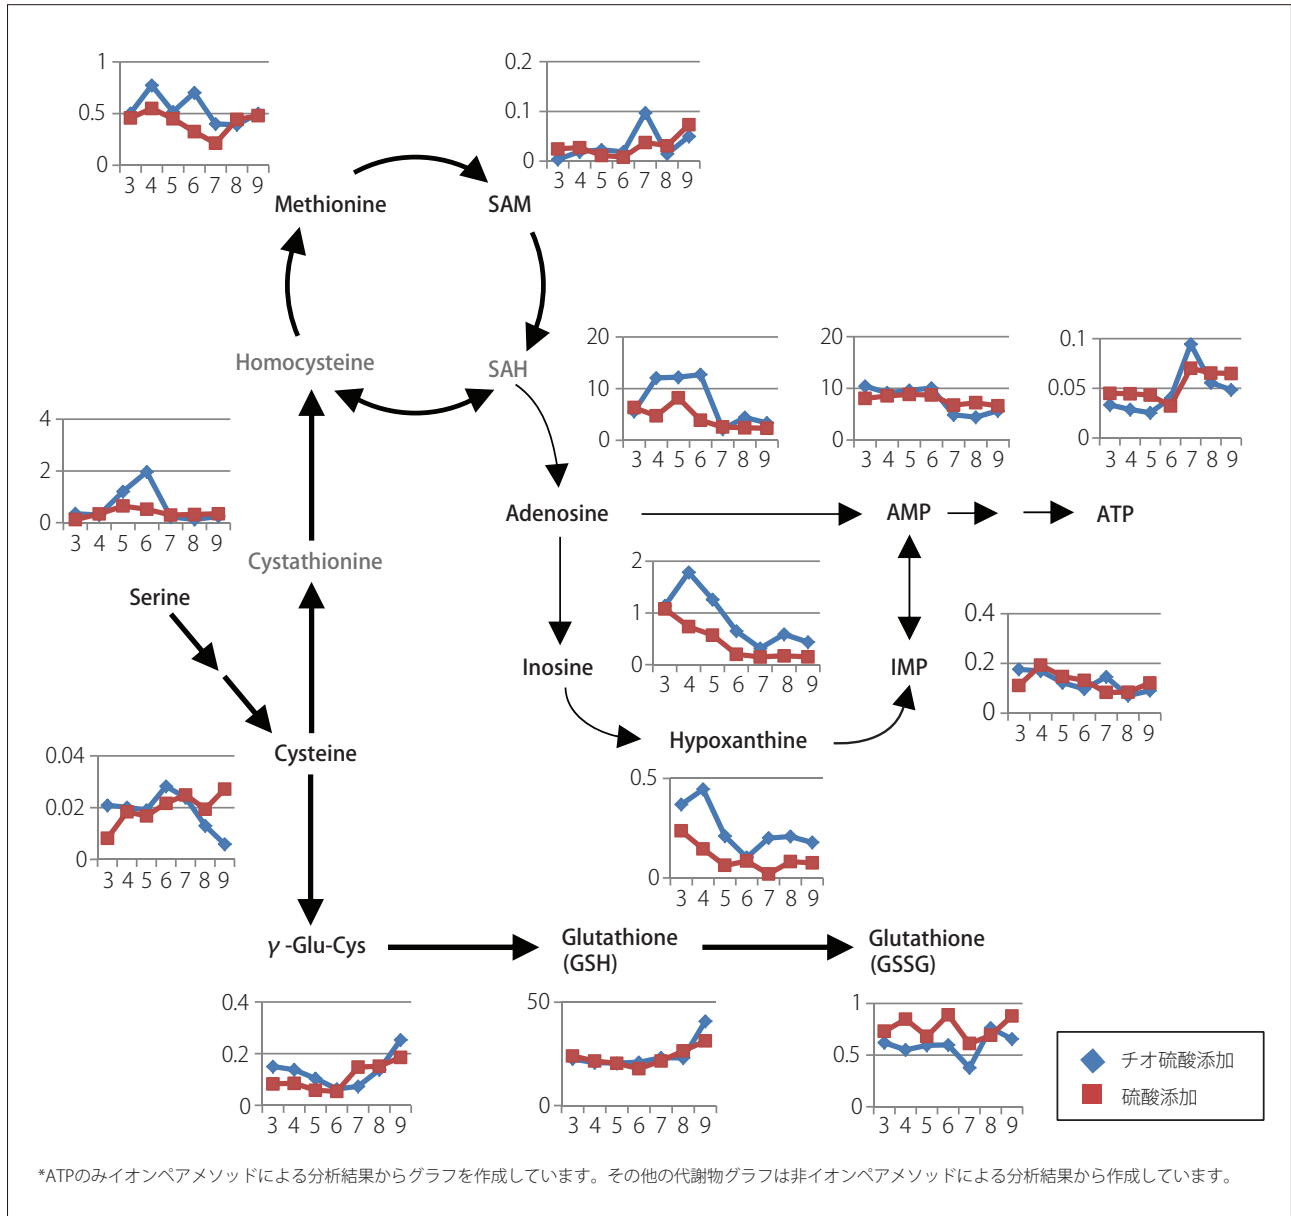 1
0.5
0
3 4 5 6 7 8 9
0.2
0.1
0
3 4 5 6 7 8 9
Methionine
SAM
Homocysteine
SAH
20
10
0
3 4 5 6 7 8 9
20
10
0
3 4 5 6 7 8 9
0.1
0.05
0
3 4 5 6 7 8 9
4
2
0
3 4 5 6 7 8 9
Adenosine
AMP
ATP
Cystathionine
Serine
2
1
0
3 4 5 6 7 8 9
0.4
0.2
0
3 4 5 6 7 8 9
Inosine
IMP
Hypoxanthine
Cysteine
0.04
0.02
0
3 4 5 6 7 8 9
0.5
0
3 4 5 6 7 8 9
γ -Glu-Cys
Glutathione
(GSH)
Glutathione
(GSSG)
0.4
0.2
0
3 4 5 6 7 8 9
50
0
3 4 5 6 7 8 9
1
0.5
0
3 4 5 6 7 8 9
チオ硫酸添加
硫酸添加
*ATPのみイオンペアメソッドによる分析結果からグラフを作成しています。その他の代謝物グラフは非イオンペアメソッドによる分析結果から作成しています。